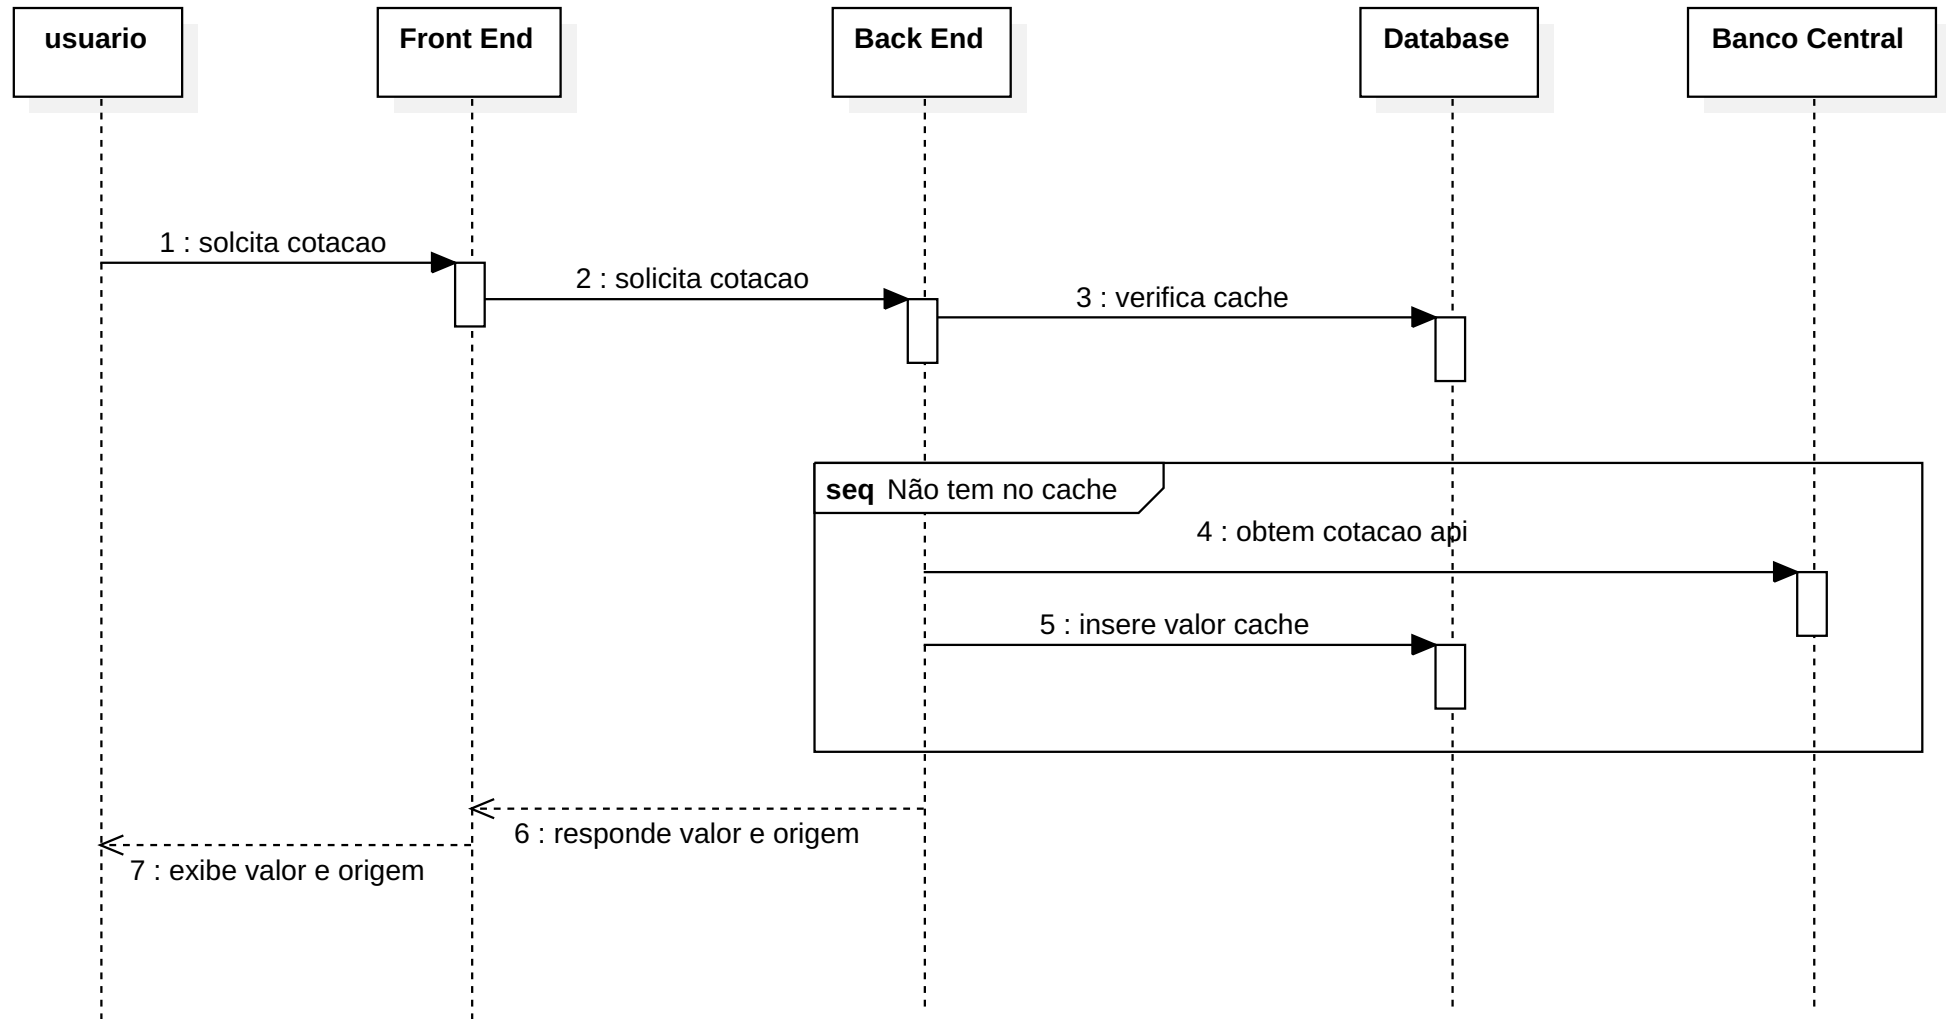 usuario
Front End
Back End
Database
Banco Central
1 : solcita cotacao
2 : solicita cotacao
3 : verifica cache
seq Não tem no cache
4 : obtem cotacao api
5 : insere valor cache
6 : responde valor e origem
7 : exibe valor e origem